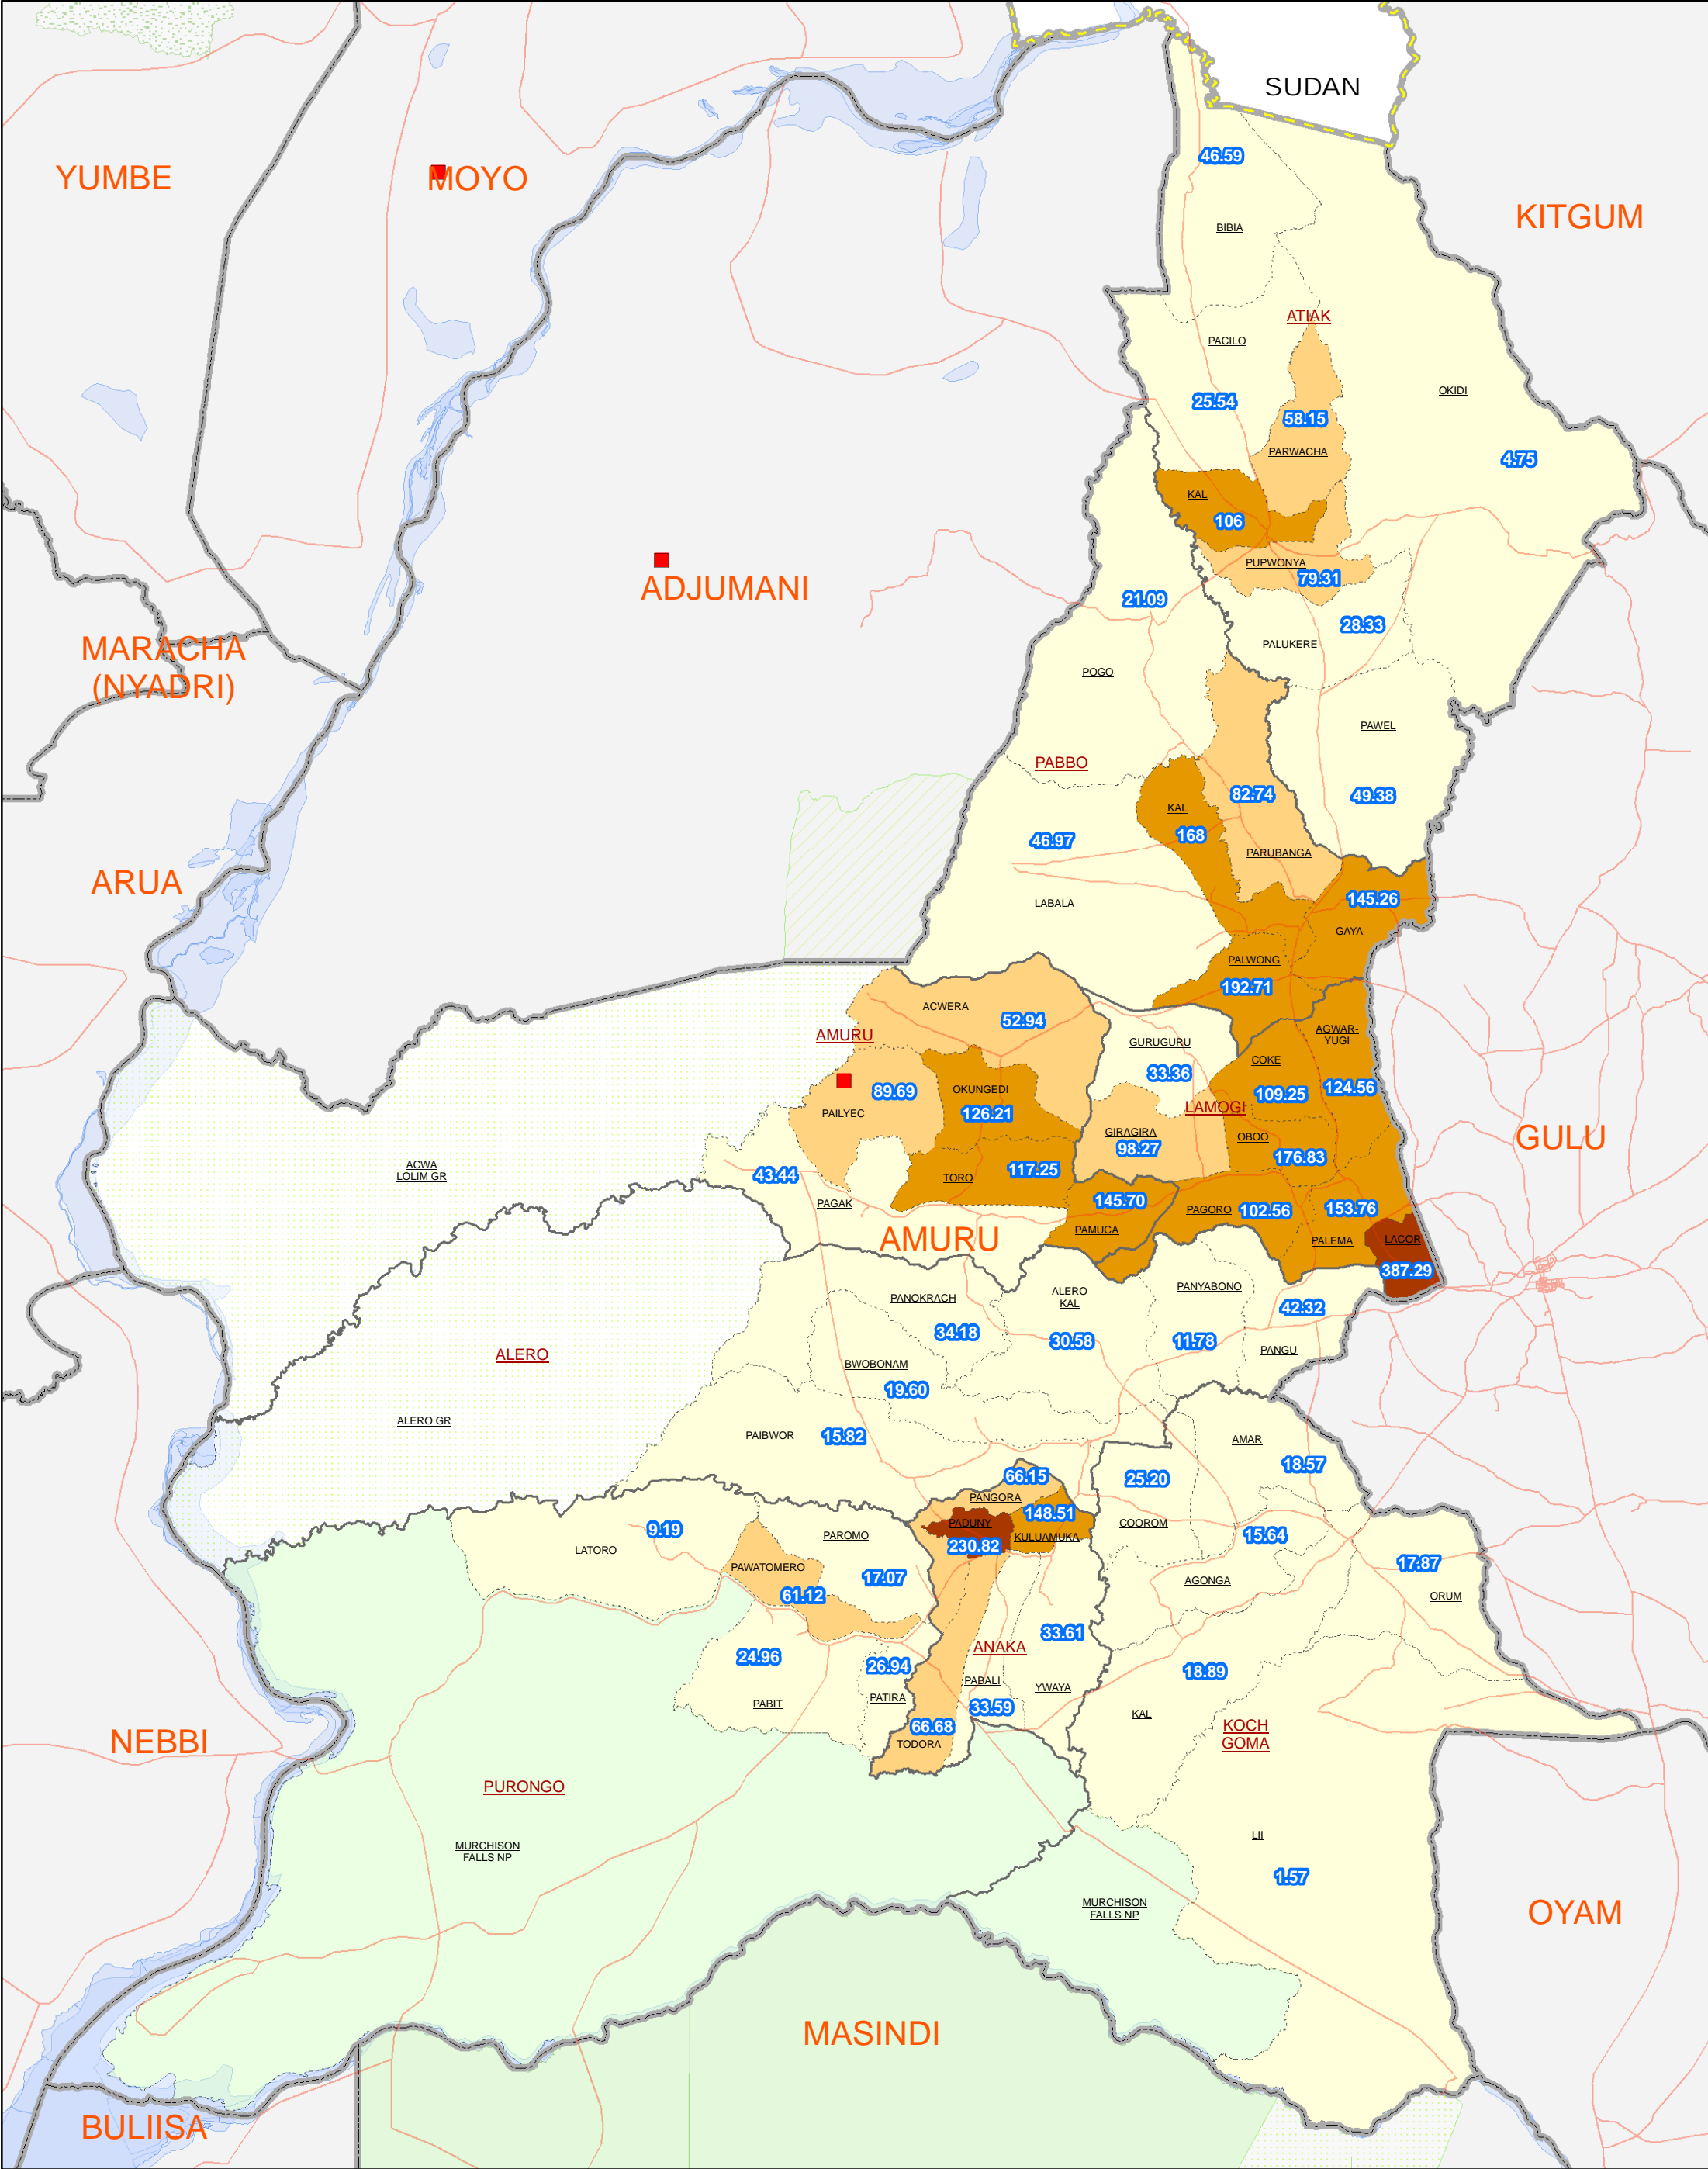 SUDAN
46.59
YUMBE
MOYO
KITGUM
BIBIA
ATIAK
PACILO
OKIDI
25.54
58.15
PARWACHA
4.75
KAL
106
PUPWONYA
79.31
ADJUMANI
21.09
28.33
MARACHA
(NYADRI)
PALUKERE
POGO
PAWEL
PABBO
82.74
49.38
KAL
168
46.97
PARUBANGA
ARUA
145.26
LABALA
GAYA
PALWONG
192.71
ACWERA
52.94
AMURU
GURUGURU
AGWAR-
YUGI
COKE
33.36
89.69
OKUNGEDI
109.25
124.56
PAILYEC
126.21
LAMOGI
GIRAGIRA
OBOO
GULU
98.27
176.83
ACWA
LOLIM GR
43.44
TORO
117.25
PAGAK
145.70
PAGORO
102.56
153.76
PAMUCA
AMURU
PALEMA
LACOR
387.29
PANOKRACH
ALERO
KAL
PANYABONO
42.32
34.18
30.58
11.78
ALERO
BWOBONAM
PANGU
19.60
ALERO GR
PAIBWOR
15.82
AMAR
18.57
66.15
25.20
PANGORA
148.51
PADUNY
KULUAMUKA
COOROM
9.19
PAROMO
230.82
15.64
LATORO
PAWATOMERO
17.07
17.87
61.12
AGONGA
ORUM
33.61
ANAKA
24.96
26.94
18.89
PABALI
YWAYA
PABIT
PATIRA
33.59
KAL
66.68
KOCH
GOMA
NEBBI
TODORA
PURONGO
LII
MURCHISON
FALLS NP
1.57
MURCHISON
FALLS NP
OYAM
MASINDI
BULIISA